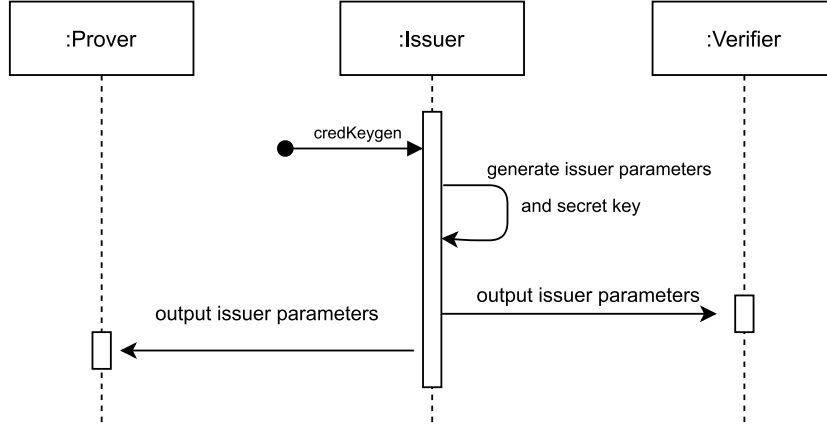 :Prover
:Issuer
:Verifier
credKeygen
generate issuer parameters
and secret key
output issuer parameters
output issuer parameters